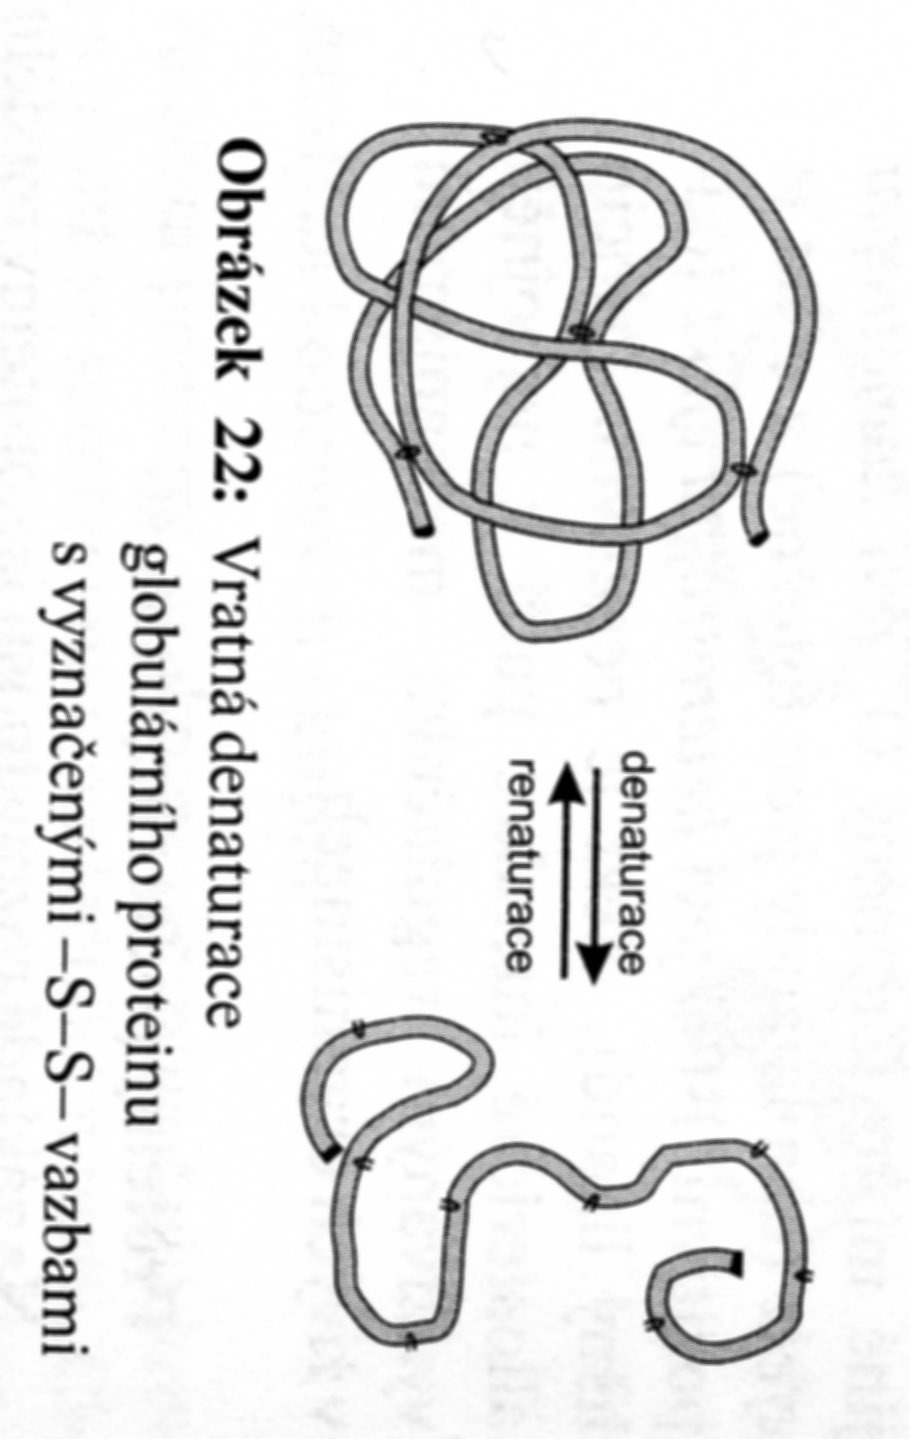 denaturace
renaturace
Obrázek 22: Vratná denaturace
globulárního proteinu
s vyznačenými –S–S– vazbami